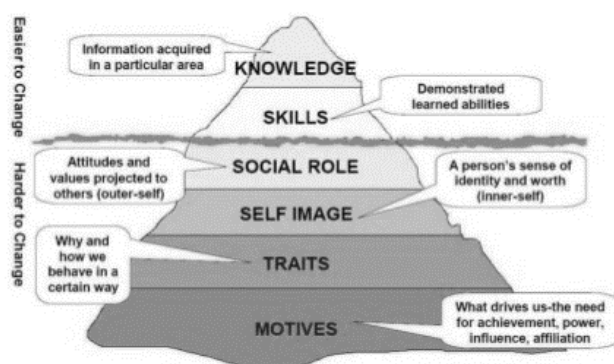 Easier to Change
Harder to Change
Information acquired
in a particular area
KNOWLEDGE
Demonstrated
learned abilities
SKILLS
Attitudes and
values projected to
others (outer-self)
SOCIAL ROLE
A person's sense of
identity and worth
(inner-self)
SELF IMAGE
Why and
how we
behave in a
certain way
TRAITS
What drives us-the need
for achievement, power,
influence, affiliation
MOTIVES